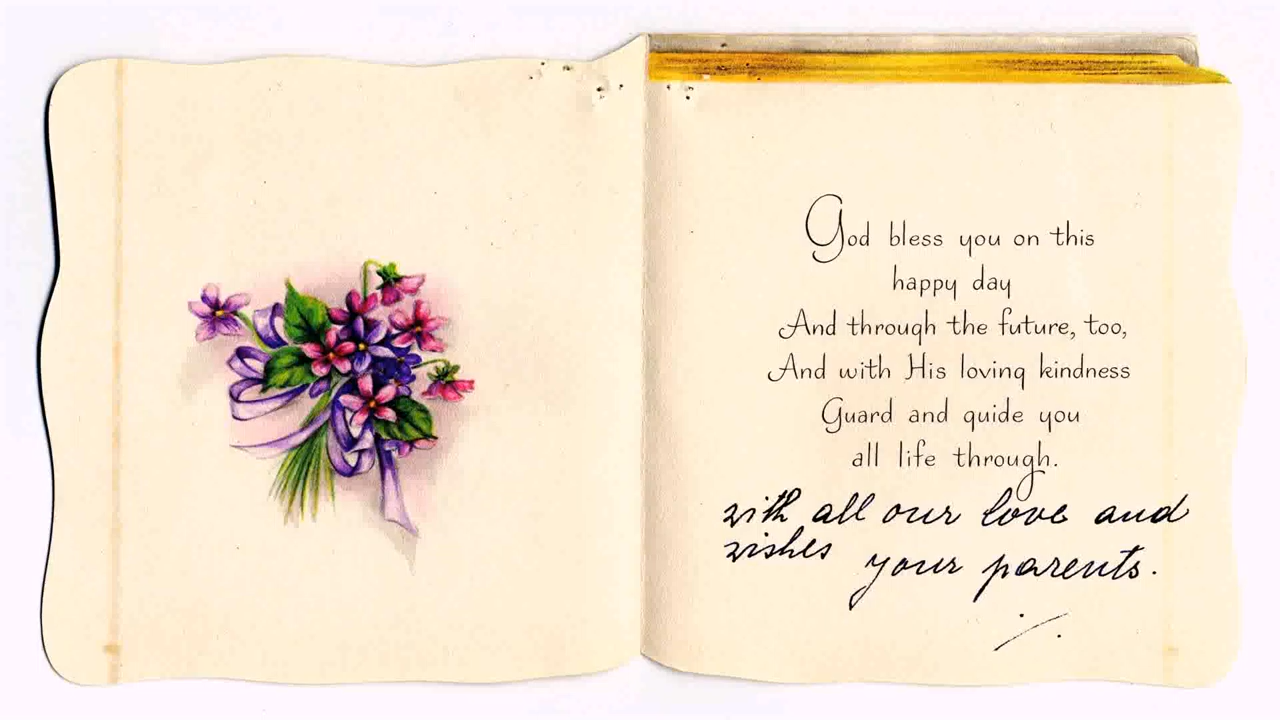 God bless you on this
happy day
And through the future, too,
And with His loving kindness
Guard and guide you
all life through.
with all our love and
wishes your parents.